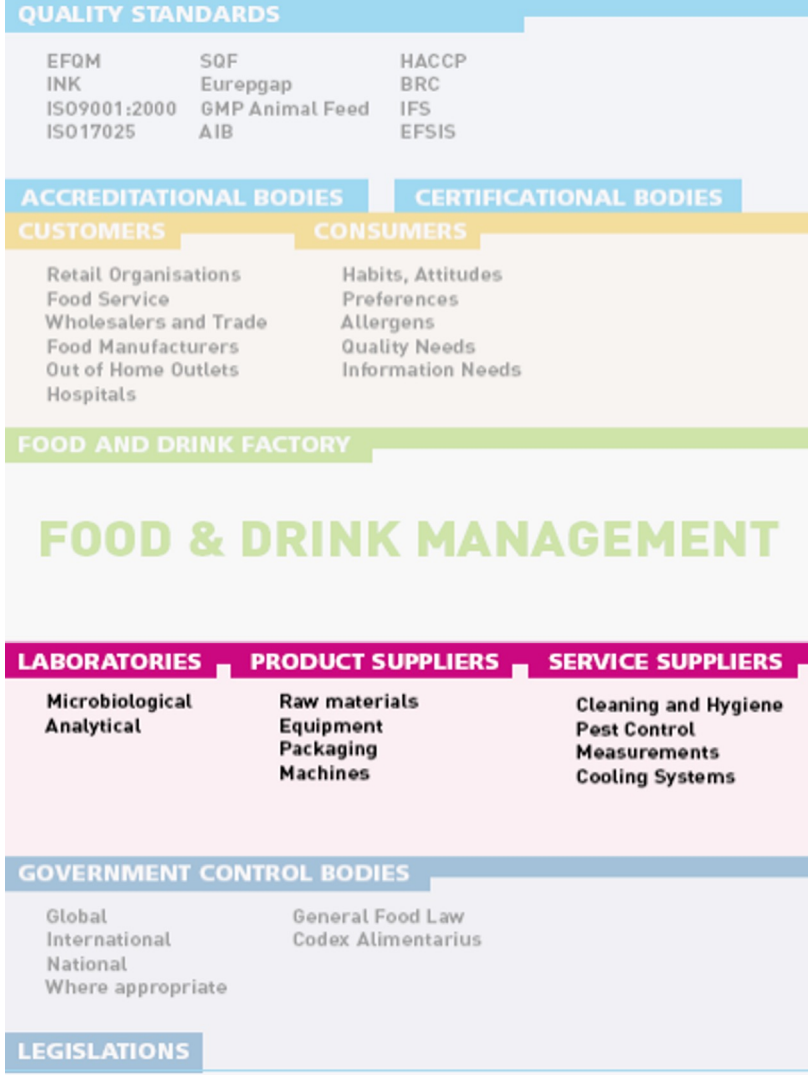 QUALITY STANDARDS
EFQM SQF HACCP
INK Eurepgap BRC
ISO9001:2000 GMP Animal Feed IFS
ISO17025 AIB EFSIS
ACCREDITATIONAL BODIES CERTIFICATIONAL BODIES
CUSTOMERS CONSUMERS
Retail Organisations Habits, Attitudes
Food Service Preferences
Wholesalers and Trade Allergens
Food Manufacturers Quality Needs
Out of Home Outlets Information Needs
Hospitals
FOOD AND DRINK FACTORY
FOOD & DRINK MANAGEMENT
LABORATORIES PRODUCT SUPPLIERS SERVICE SUPPLIERS
Microbiological Raw materials Cleaning and Hygiene
Analytical Equipment Pest Control
Packaging Measurements
Machines Cooling Systems
GOVERNMENT CONTROL BODIES
Global General Food Law
International Codex Alimentarius
National
Where appropriate
LEGISLATIONS